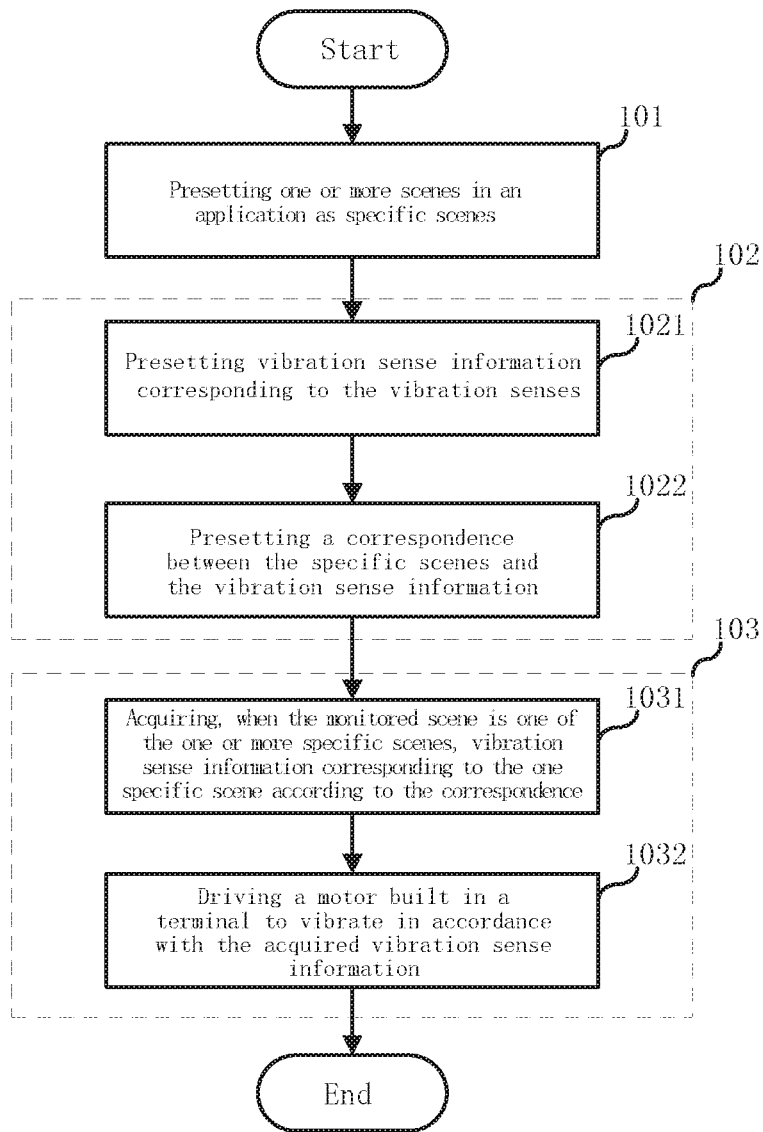 Start
101
Presetting one or more scenes in an
application as specific scenes
102
1021
Presetting vibration sense information
corresponding to the vibration senses
1022
Presetting a correspondence
between the specific scenes and
the vibration sense information
103
1031
Acquiring, when the monitored scene is one of
the one or more specific scenes, vibration
sense information corresponding to the one
specific scene according to the correspondence
1032
Driving a motor built in a
terminal to vibrate in accordance
with the acquired vibration sense
information
End